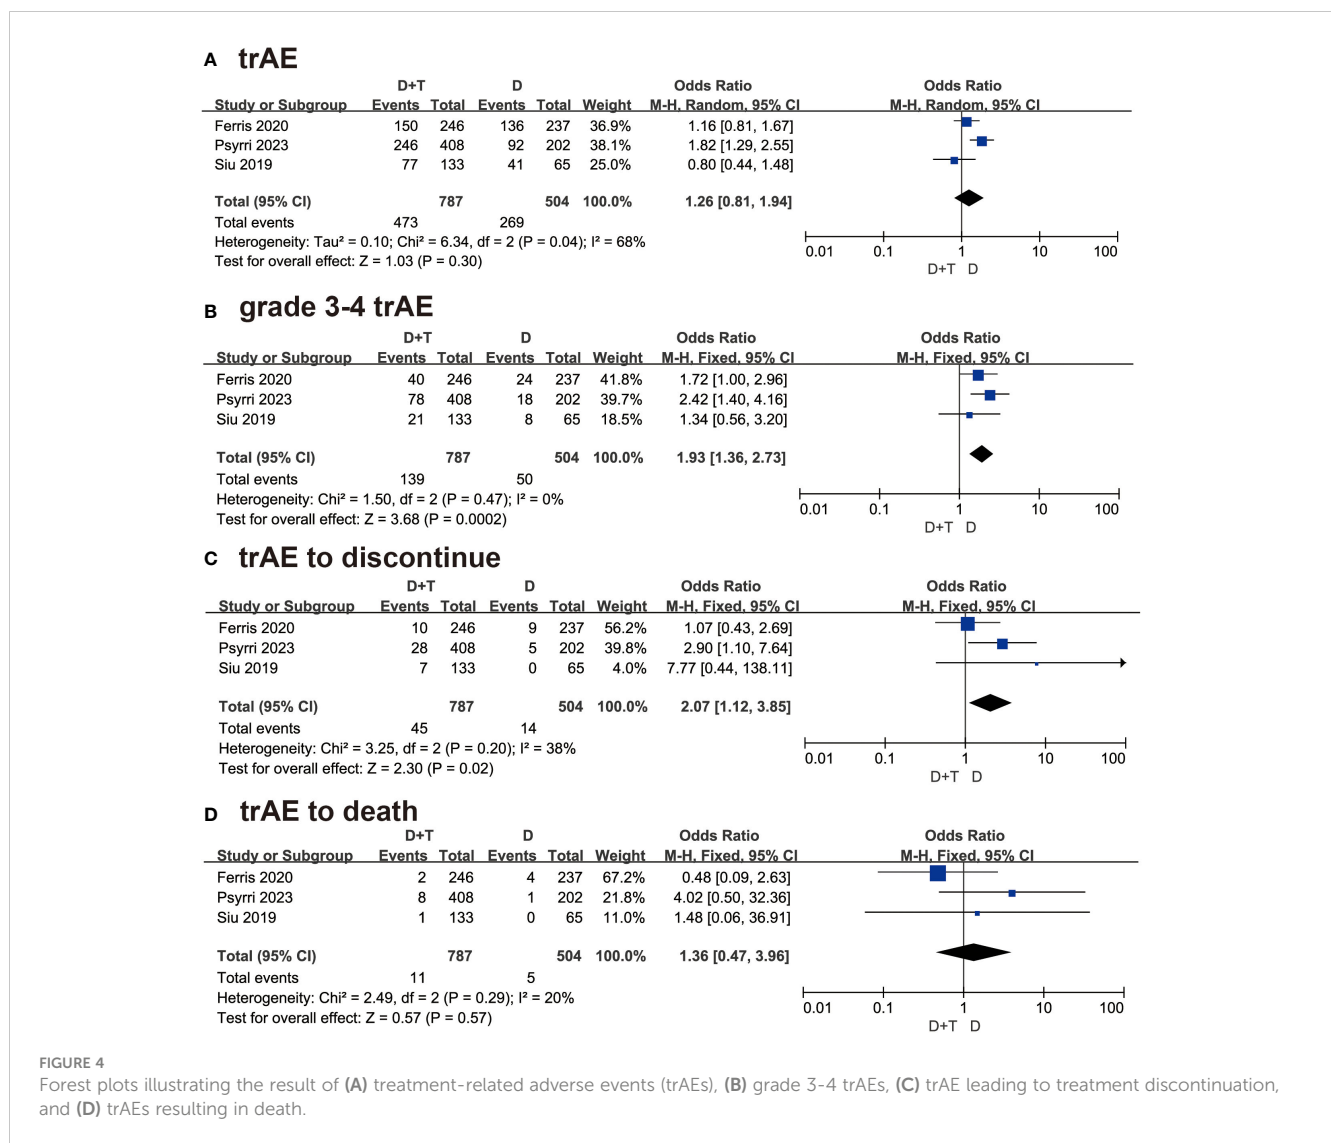 A trAE
D+T D Odds Ratio Odds Ratio
Study or Subgroup Events Total Events Total Weight M-H, Random, 95% CI M-H, Random, 95% CI
Ferris 2020 150 246 136 237 36.9% 1.16 [0.81, 1.67]
Psyrri 2023 246 408 92 202 38.1% 1.82 [1.29, 2.55]
Siu 2019 77 133 41 65 25.0% 0.80 [0.44, 1.48]
Total (95% CI) 787 504 100.0% 1.26 [0.81, 1.94]
Total events 473 269
Heterogeneity: Tau² = 0.10; Chi² = 6.34, df = 2 (P = 0.04); I² = 68%
Test for overall effect: Z = 1.03 (P = 0.30)
0.01 0.1 1 10 100
D+T D
B grade 3-4 trAE
D+T D Odds Ratio Odds Ratio
Study or Subgroup Events Total Events Total Weight M-H, Fixed, 95% CI M-H, Fixed, 95% CI
Ferris 2020 40 246 24 237 41.8% 1.72 [1.00, 2.96]
Psyrri 2023 78 408 18 202 39.7% 2.42 [1.40, 4.16]
Siu 2019 21 133 8 65 18.5% 1.34 [0.56, 3.20]
Total (95% CI) 787 504 100.0% 1.93 [1.36, 2.73]
Total events 139 50
Heterogeneity: Chi² = 1.50, df = 2 (P = 0.47); I² = 0%
Test for overall effect: Z = 3.68 (P = 0.0002)
0.01 0.1 1 10 100
D+T D
C trAE to discontinue
D+T D Odds Ratio Odds Ratio
Study or Subgroup Events Total Events Total Weight M-H, Fixed, 95% CI M-H, Fixed, 95% CI
Ferris 2020 10 246 9 237 56.2% 1.07 [0.43, 2.69]
Psyrri 2023 28 408 5 202 39.8% 2.90 [1.10, 7.64]
Siu 2019 7 133 0 65 4.0% 7.77 [0.44, 138.11]
Total (95% CI) 787 504 100.0% 2.07 [1.12, 3.85]
Total events 45 14
Heterogeneity: Chi² = 3.25, df = 2 (P = 0.20); I² = 38%
Test for overall effect: Z = 2.30 (P = 0.02)
0.01 0.1 1 10 100
D+T D
D trAE to death
D+T D Odds Ratio Odds Ratio
Study or Subgroup Events Total Events Total Weight M-H, Fixed, 95% CI M-H, Fixed, 95% CI
Ferris 2020 2 246 4 237 67.2% 0.48 [0.09, 2.63]
Psyrri 2023 8 408 1 202 21.8% 4.02 [0.50, 32.36]
Siu 2019 1 133 0 65 11.0% 1.48 [0.06, 36.91]
Total (95% CI) 787 504 100.0% 1.36 [0.47, 3.96]
Total events 11 5
Heterogeneity: Chi² = 2.49, df = 2 (P = 0.29); I² = 20%
Test for overall effect: Z = 0.57 (P = 0.57)
0.01 0.1 1 10 100
D+T D
FIGURE 4
Forest plots illustrating the result of (A) treatment-related adverse events (trAEs), (B) grade 3-4 trAEs, (C) trAE leading to treatment discontinuation,
and (D) trAEs resulting in death.